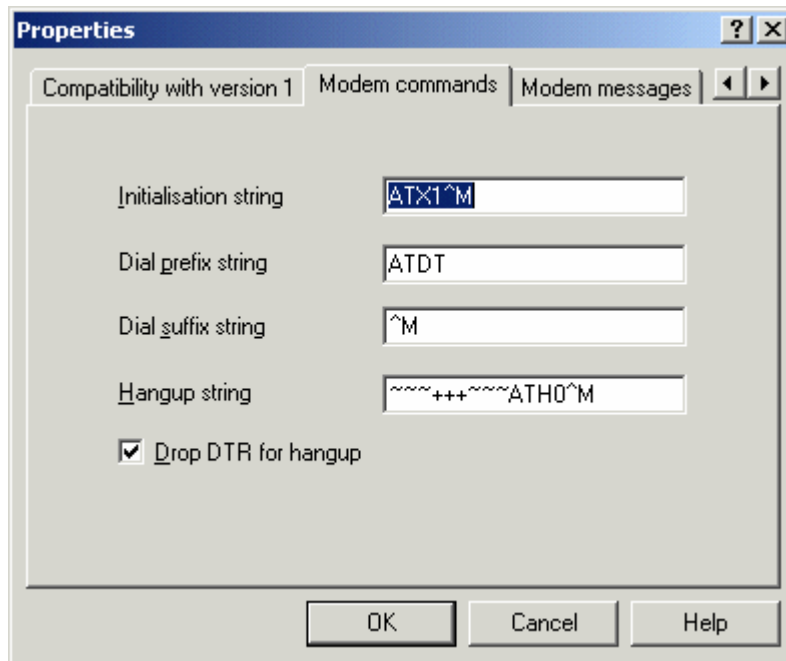 Properties
Compatibility with version 1 Modem commands Modem messages
Initialisation string ATX1^M
Dial prefix string ATDT
Dial suffix string ^M
Hangup string ~~~+++~~~ATH0^M
Drop DTR for hangup
OK Cancel Help